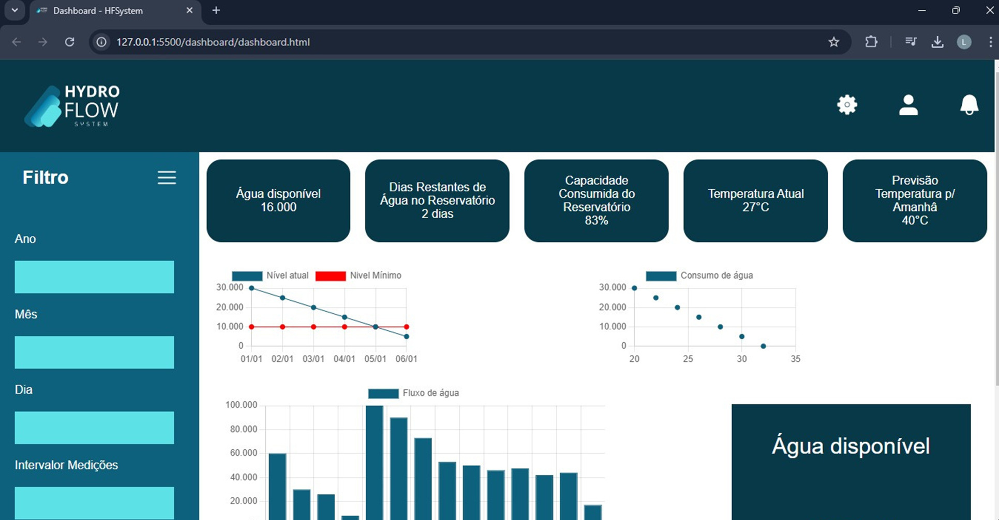 Dashboard - HFSystem
127.0.0.1:5500/dashboard/dashboard.html
L
HYDRO
FLOW
SYSTEM
Filtro
Ano
Mês
Dia
Intervalor Medições
Água disponível
16.000
Dias Restantes de
Água no Reservatório
2 dias
Capacidade
Consumida do
Reservatório
83%
Temperatura Atual
27°C
Previsão
Temperatura p/
Amanhâ
40°C
Nível atual
Nivel Mínimo
30.000
20.000
10.000
0
01/01 02/01 03/01 04/01 05/01 06/01
Consumo de água
30.000
20.000
10.000
0
20 25 30 35
Fluxo de água
100.000
80.000
60.000
40.000
20.000
Água disponível